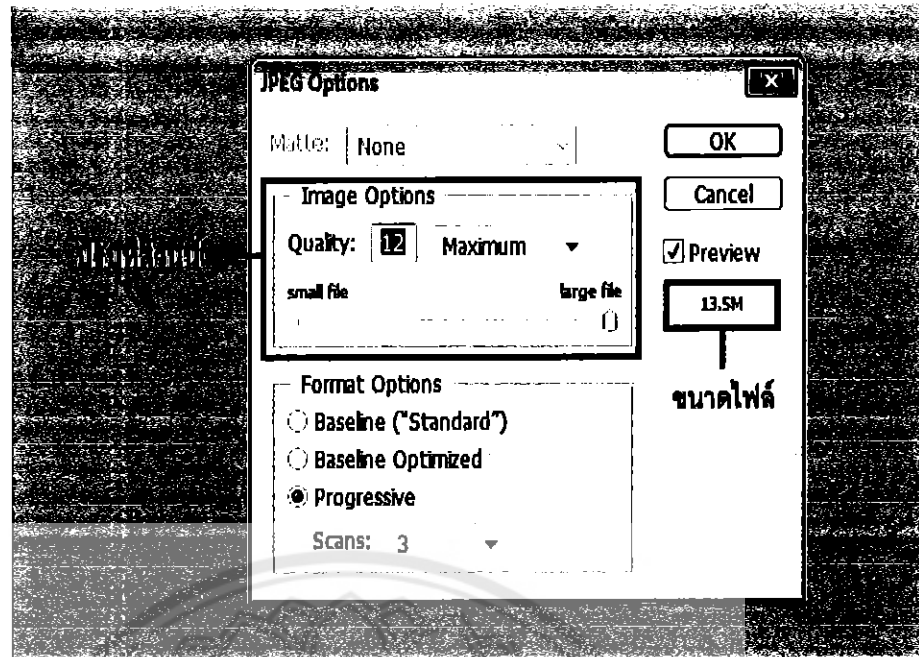 JPEG Options
Matte: None
OK
Image Options
Cancel
Quality: 12 Maximum
Preview
small file large file
13.5M
ขนาดไฟล์
Format Options
Baseline ("Standard")
Baseline Optimized
Progressive
Scans: 3